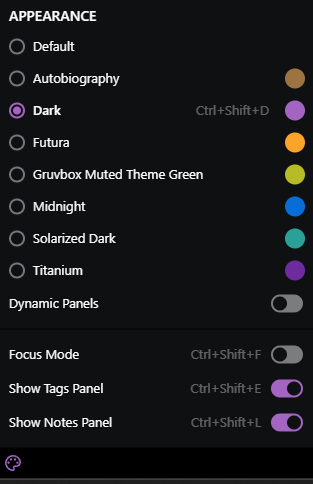 APPEARANCE
Default
Autobiography
Dark Ctrl+Shift+D
Futura
Gruvbox Muted Theme Green
Midnight
Solarized Dark
Titanium
Dynamic Panels
Focus Mode Ctrl+Shift+F
Show Tags Panel Ctrl+Shift+E
Show Notes Panel Ctrl+Shift+L